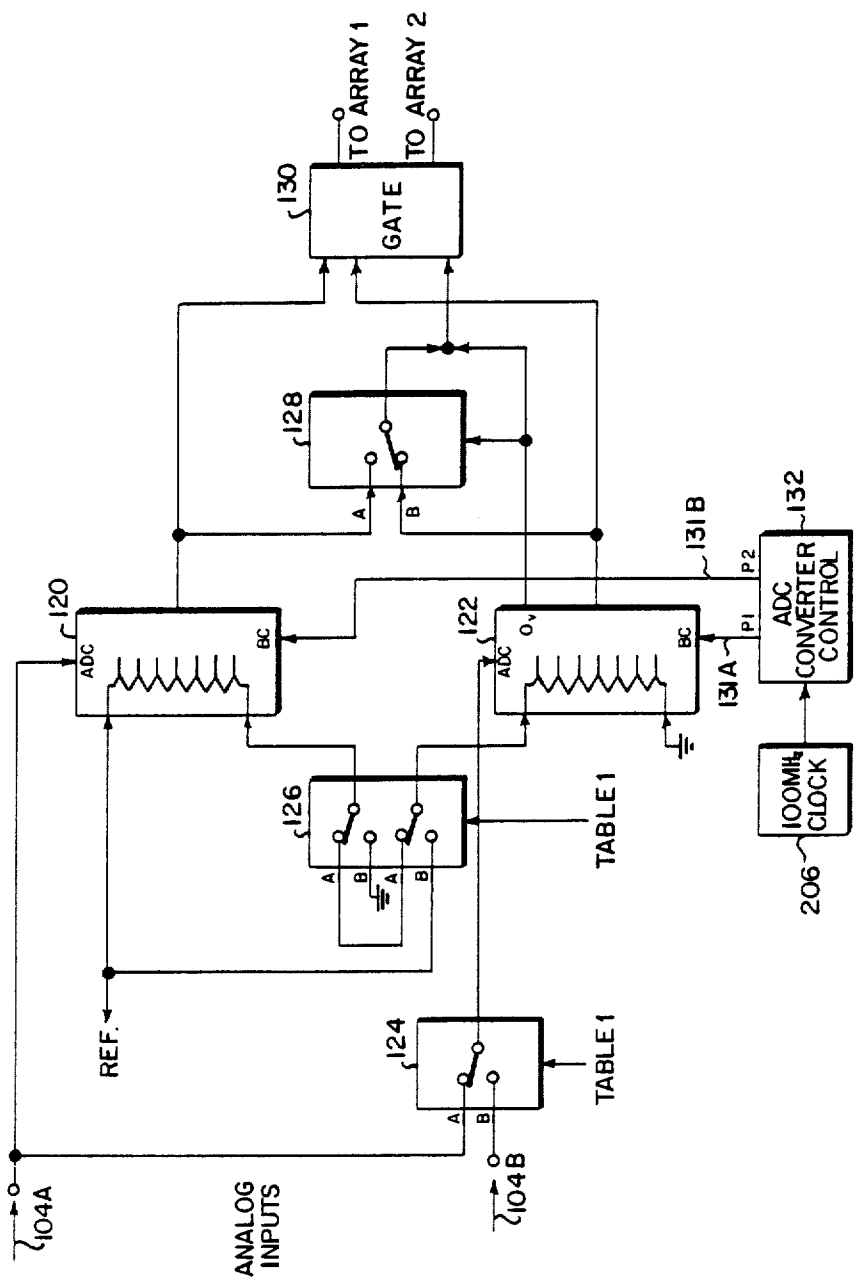 104A
ANALOG
INPUTS
104B
REF.
124
A
B
TABLE 1
126
A
B
A
B
TABLE 1
120
ADC
BC
122
ADC
Ov
BC
128
A
B
130
GATE
TO ARRAY 1
TO ARRAY 2
131A
131B
P1
P2
ADC
CONVERTER
CONTROL
132
100MHz
CLOCK
206